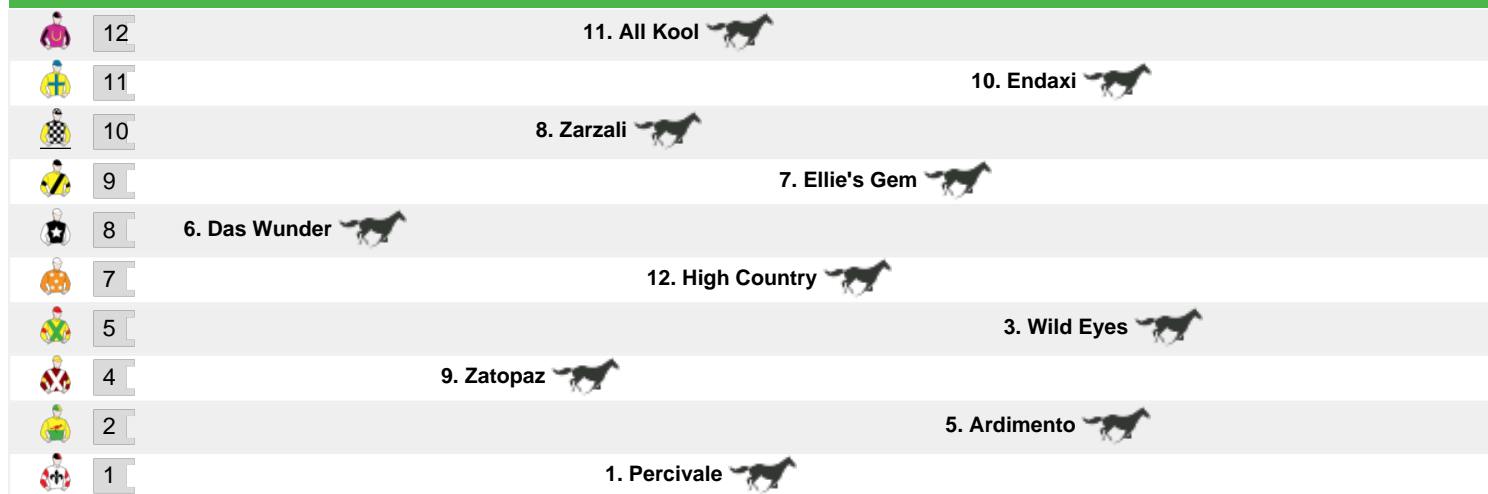 12 11. All Kool
11 10. Endaxi
10 8. Zarzali
9 7. Ellie's Gem
8 6. Das Wunder
7 12. High Country
5 3. Wild Eyes
4 9. Zatopaz
2 5. Ardimento
1 1. Percivale